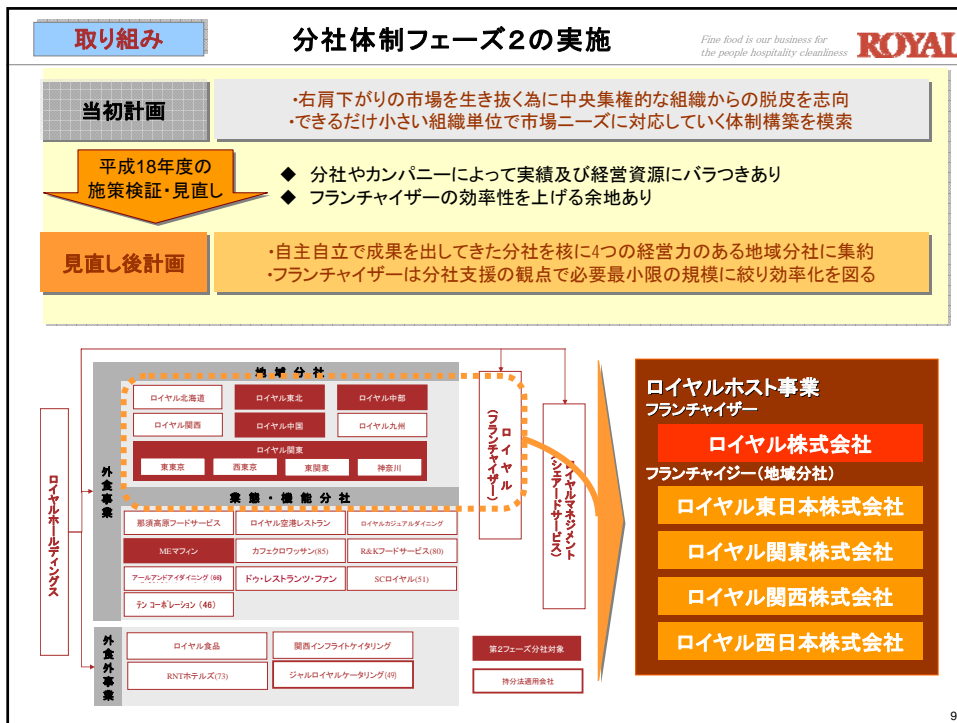 取り組み
分社体制フェーズ2の実施
Fine food is our business for
the people hospitality cleanliness
ROYAL
当初計画
・右肩下がりの市場を生き抜く為に中央集権的な組織からの脱皮を志向
・できるだけ小さい組織単位で市場ニーズに対応していく体制構築を模索
平成18年度の
施策検証・見直し
◆ 分社やカンパニーによって実績及び経営資源にバラつきあり
◆ フランチャイザーの効率性を上げる余地あり
見直し後計画
・自主自立で成果を出してきた分社を核に4つの経営力のある地域分社に集約
・フランチャイザーは分社支援の観点で必要最小限の規模に絞り効率化を図る
ロイヤルホールディングス
外食事業
地域分社
ロイヤル北海道
ロイヤル東北
ロイヤル中部
ロイヤル関西
ロイヤル中国
ロイヤル九州
ロイヤル関東
東東京
西東京
東関東
神奈川
業態・機能分社
那須高原フードサービス
ロイヤル空港レストラン
ロイヤルカジュアルダイニング
MEマフィン
カフェクロワッサン(85)
R&Kフードサービス(80)
アールアンドアイダイニング(66)
ドゥ・レストランツ・ファン
SCロイヤル(51)
テンコーポレーション(46)
外食外事業
ロイヤル食品
関西インフライトケイタリング
RNTホテルズ(73)
ジャルロイヤルケータリング(49)
ロイヤル
(フランチャイザー)
ロイヤルマネジメント
(シェアードサービス)
第2フェーズ分社対象
持分法適用会社
ロイヤルホスト事業
フランチャイザー
ロイヤル株式会社
フランチャイジー(地域分社)
ロイヤル東日本株式会社
ロイヤル関東株式会社
ロイヤル関西株式会社
ロイヤル西日本株式会社
9